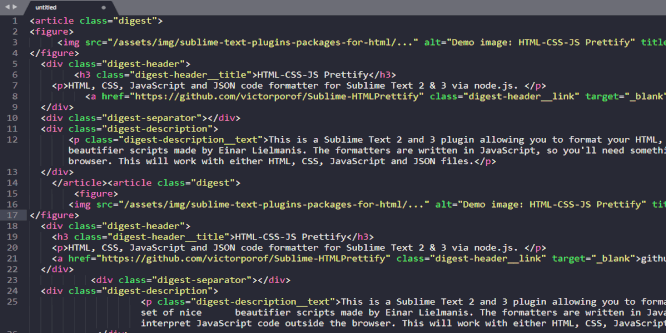 untitled
1 <article class="digest">
2 <figure>
3 <img src="/assets/img/sublime-text-plugins-packages-for-html/..." alt="Demo image: HTML-CSS-JS Prettify" title
4 </figure>
5 <div class="digest-header">
6 <h3 class="digest-header__title">HTML-CSS-JS Prettify</h3>
7 <p>HTML, CSS, JavaScript and JSON code formatter for Sublime Text 2 & 3 via node.js. </p>
8 <a href="https://github.com/victorporof/Sublime-HTMLPrettify" class="digest-header__link" target="_blank"
9 </div>
10 <div class="digest-separator"></div>
11 <div class="digest-description">
12 <p class="digest-description__text">This is a Sublime Text 2 and 3 plugin allowing you to format your HTML,
beautifier scripts made by Einar Lielmanis. The formatters are written in JavaScript, so you'll need someth
browser. This will work with either HTML, CSS, JavaScript and JSON files.</p>
13 </div>
14 </article><article class="digest">
15 <figure>
16 <img src="/assets/img/sublime-text-plugins-packages-for-html/..." alt="Demo image: HTML-CSS-JS Prettify" tit
17 </figure>
18 <div class="digest-header">
19 <h3 class="digest-header__title">HTML-CSS-JS Prettify</h3>
20 <p>HTML, CSS, JavaScript and JSON code formatter for Sublime Text 2 & 3 via node.js. </p>
21 <a href="https://github.com/victorporof/Sublime-HTMLPrettify" class="digest-header__link" target="_blank">githu
22 </div>
23 <div class="digest-separator"></div>
24 <div class="digest-description">
25 <p class="digest-description__text">This is a Sublime Text 2 and 3 plugin allowing you to forma
set of nice beautifier scripts made by Einar Lielmanis. The formatters are written in Java
interpret JavaScript code outside the browser. This will work with either HTML, CSS, JavaS